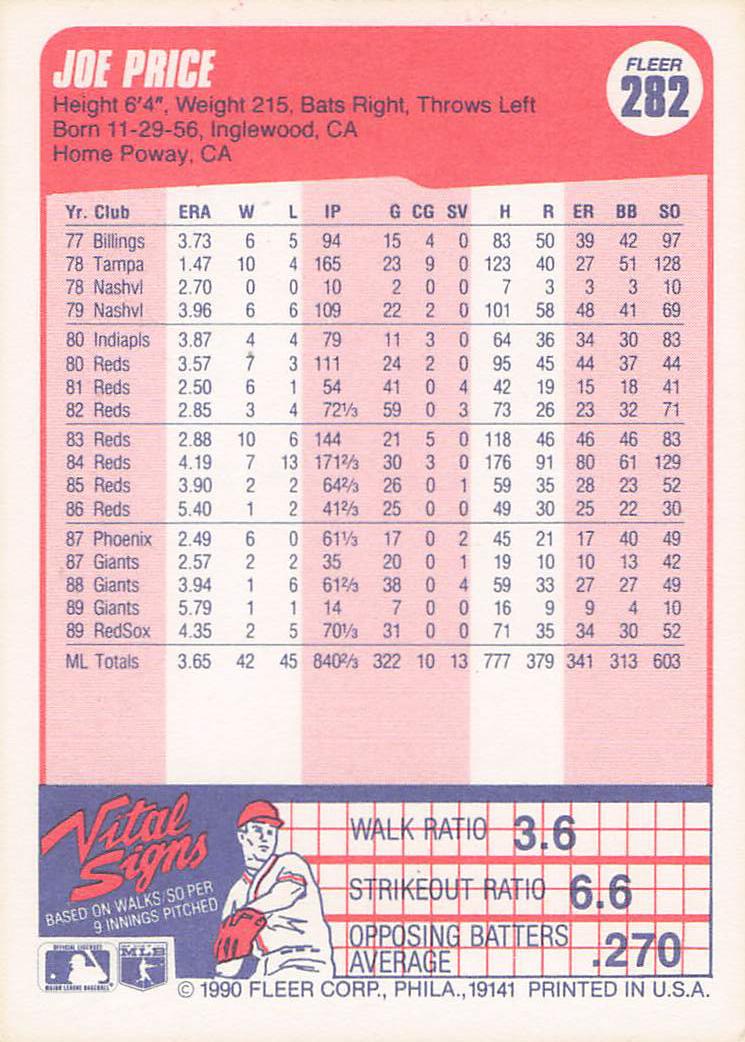 JOE PRICE
FLEER
282
Height 6'4", Weight 215, Bats Right, Throws Left
Born 11-29-56, Inglewood, CA
Home Poway, CA
Yr. Club ERA W L IP G CG SV H R ER BB SO
77 Billings 3.73 6 5 94 15 4 0 83 50 39 42 97
78 Tampa 1.47 10 4 165 23 9 0 123 40 27 51 128
78 Nashvl 2.70 0 0 10 2 0 0 7 3 3 3 10
79 Nashvl 3.96 6 6 109 22 2 0 101 58 48 41 69
80 Indiapls 3.87 4 4 79 11 3 0 64 36 34 30 83
80 Reds 3.57 7 3 111 24 2 0 95 45 44 37 44
81 Reds 2.50 6 1 54 41 0 4 42 19 15 18 41
82 Reds 2.85 3 4 72⅓ 59 0 3 73 26 23 32 71
83 Reds 2.88 10 6 144 21 5 0 118 46 46 46 83
84 Reds 4.19 7 13 171⅔ 30 3 0 176 91 80 61 129
85 Reds 3.90 2 2 64⅔ 26 0 1 59 35 28 23 52
86 Reds 5.40 1 2 41⅔ 25 0 0 49 30 25 22 30
87 Phoenix 2.49 6 0 61⅓ 17 0 2 45 21 17 40 49
87 Giants 2.57 2 2 35 20 0 1 19 10 10 13 42
88 Giants 3.94 1 6 61⅔ 38 0 4 59 33 27 27 49
89 Giants 5.79 1 1 14 7 0 0 16 9 9 4 10
89 RedSox 4.35 2 5 70⅓ 31 0 0 71 35 34 30 52
ML Totals 3.65 42 45 840⅔ 322 10 13 777 379 341 313 603
Vital
Signs
BASED ON WALKS/SO PER
9 INNINGS PITCHED
WALK RATIO 3.6
STRIKEOUT RATIO 6.6
OPPOSING BATTERS
AVERAGE .270
OFFICIAL LICENSEE
MAJOR LEAGUE BASEBALL
MLB
© 1990 FLEER CORP., PHILA., 19141 PRINTED IN U.S.A.